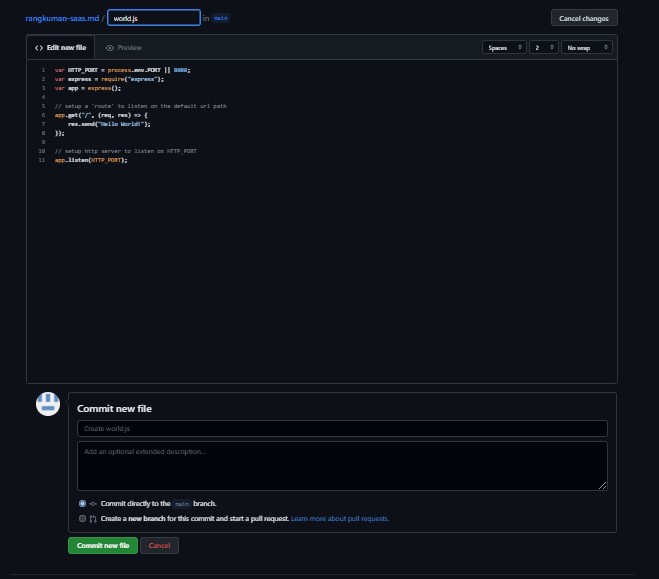 rangkuman-saas.md / world.js in main Cancel changes
<> Edit new file Preview Spaces 2 No wrap
1 var HTTP_PORT = process.env.PORT || 8080;
2 var express = require("express");
3 var app = express();
4
5 // setup a 'route' to listen on the default url path
6 app.get("/", (req, res) => {
7 res.send("Hello World!");
8 });
9
10 // setup http server to listen on HTTP_PORT
11 app.listen(HTTP_PORT);
Commit new file
Create world.js
Add an optional extended description...
Commit directly to the main branch.
Create a new branch for this commit and start a pull request. Learn more about pull requests.
Commit new file Cancel